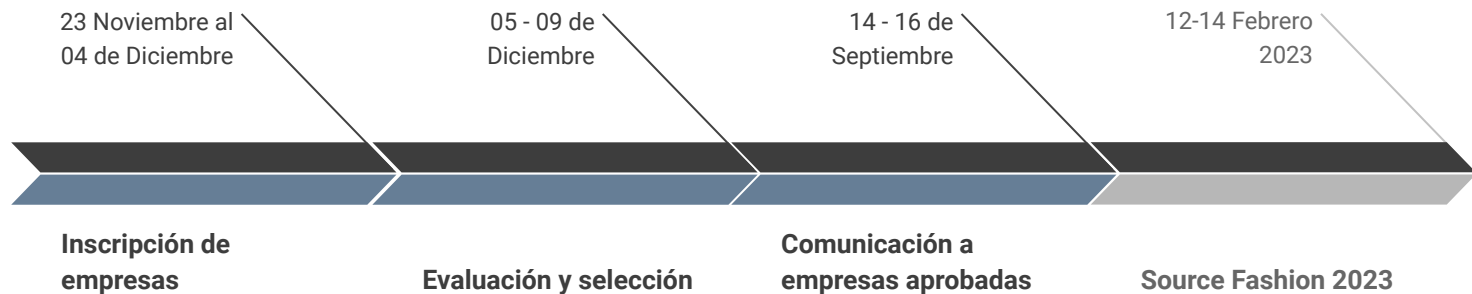 23 Noviembre al
04 de Diciembre
05 - 09 de
Diciembre
14 - 16 de
Septiembre
12-14 Febrero
2023
Inscripción de
empresas
Evaluación y selección
Comunicación a
empresas aprobadas
Source Fashion 2023